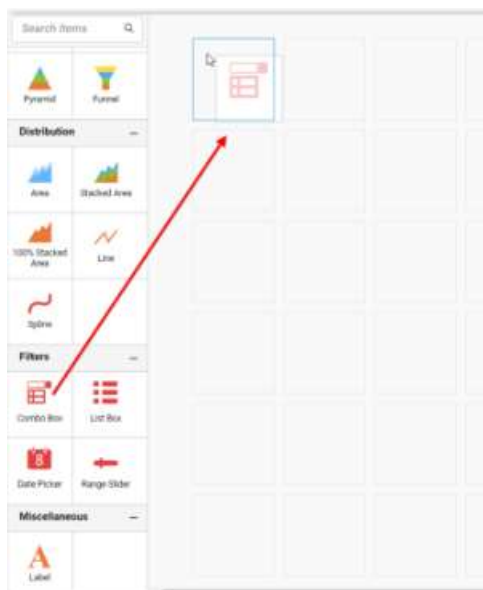 Search items
Pyramid
Funnel
Distribution
Area
Stacked Area
100% Stacked
Area
Line
Spline
Filters
Combo Box
List Box
8
Date Picker
Range Slider
Miscellaneous
A
Label